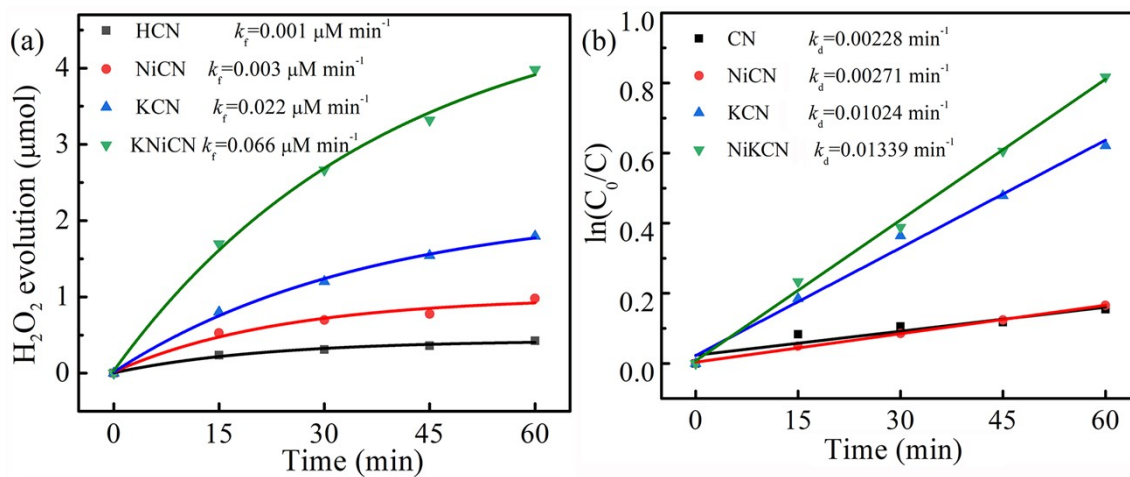 (a)
HCN k_f=0.001 μM min⁻¹
NiCN k_f=0.003 μM min⁻¹
KCN k_f=0.022 μM min⁻¹
KNiCN k_f=0.066 μM min⁻¹
H₂O₂ evolution (μmol)
4
3
2
1
0
0 15 30 45 60
Time (min)
(b)
CN k_d=0.00228 min⁻¹
NiCN k_d=0.00271 min⁻¹
KCN k_d=0.01024 min⁻¹
NiKCN k_d=0.01339 min⁻¹
ln(C₀/C)
1.0
0.8
0.6
0.4
0.2
0.0
0 15 30 45 60
Time (min)